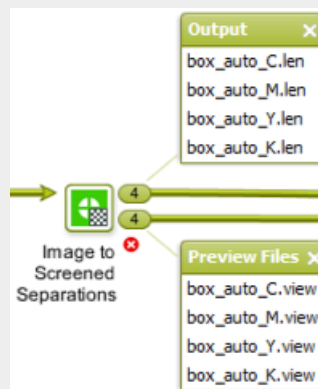 Output
box_auto_C.len
box_auto_M.len
box_auto_Y.len
box_auto_K.len
4
4
Image to
Screened
Separations
Preview Files
box_auto_C.view
box_auto_M.view
box_auto_Y.view
box_auto_K.view